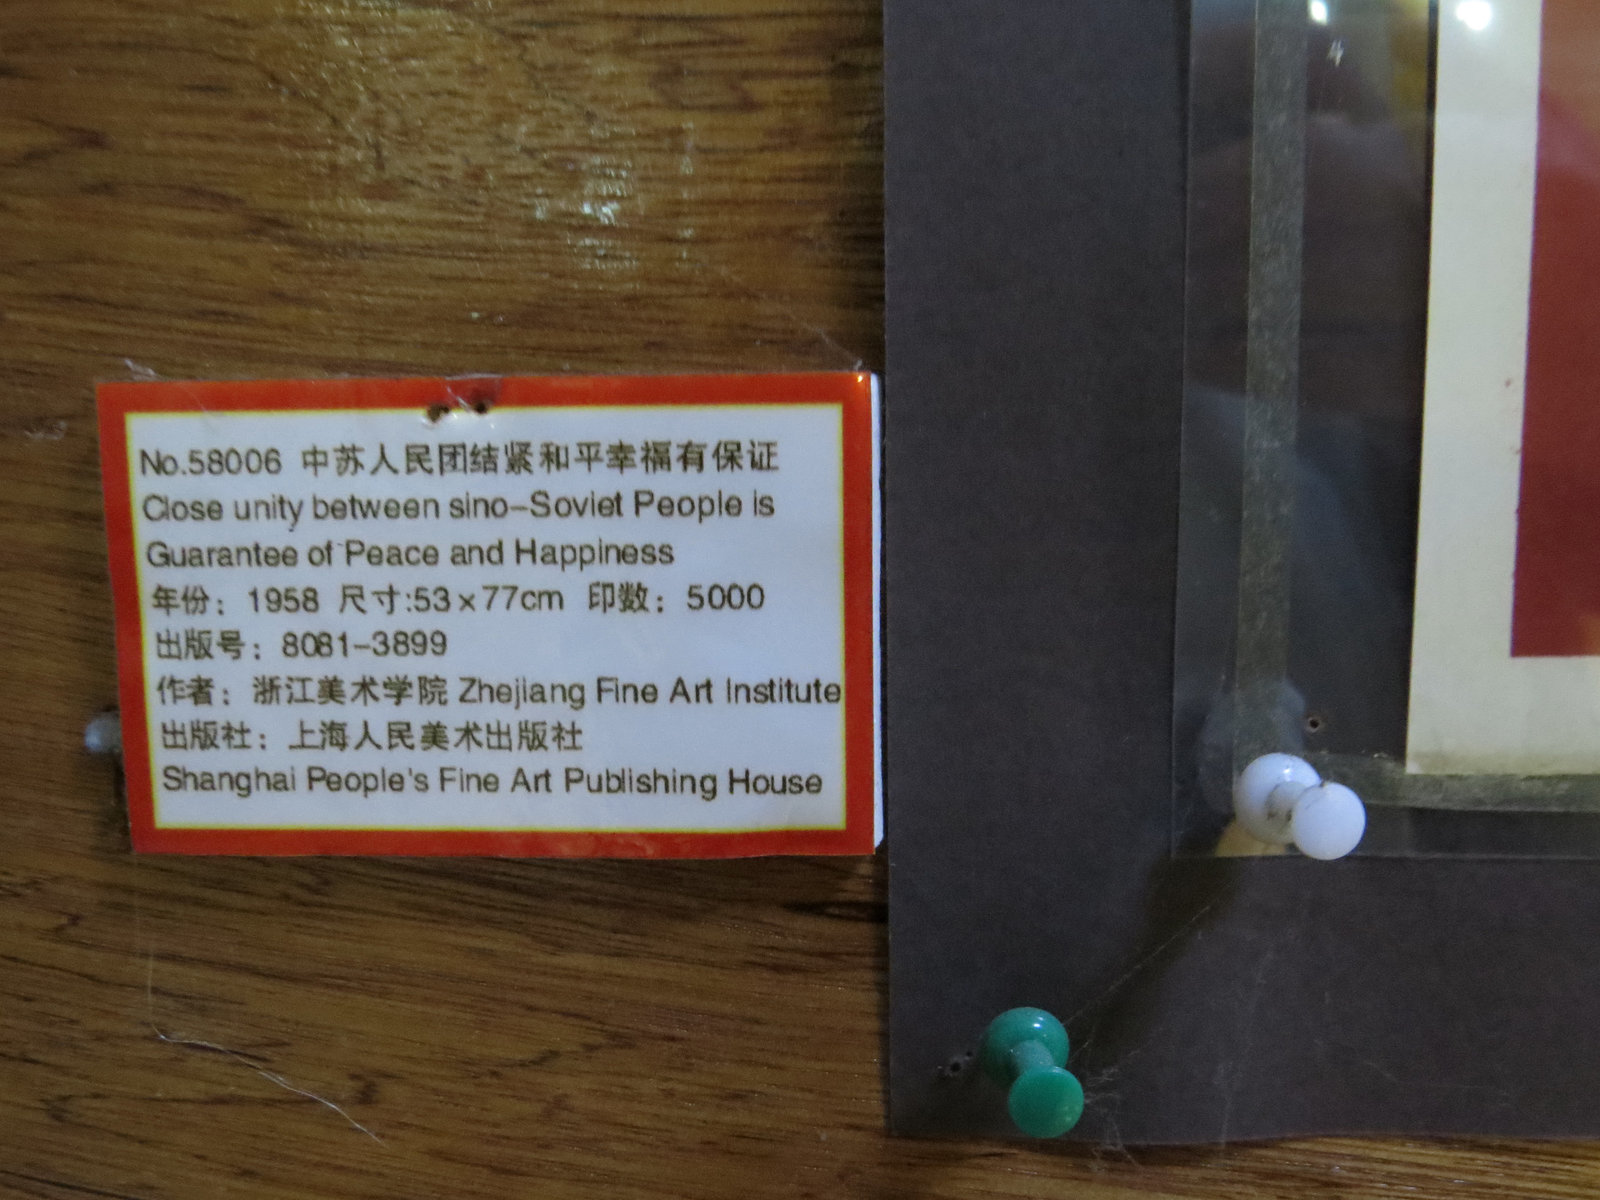 No.58006 中苏人民团结紧和平幸福有保证
Close unity between sino-Soviet People is
Guarantee of Peace and Happiness
年份：1958 尺寸:53×77cm 印数：5000
出版号：8081-3899
作者：浙江美术学院 Zhejiang Fine Art Institute
出版社：上海人民美术出版社
Shanghai People's Fine Art Publishing House